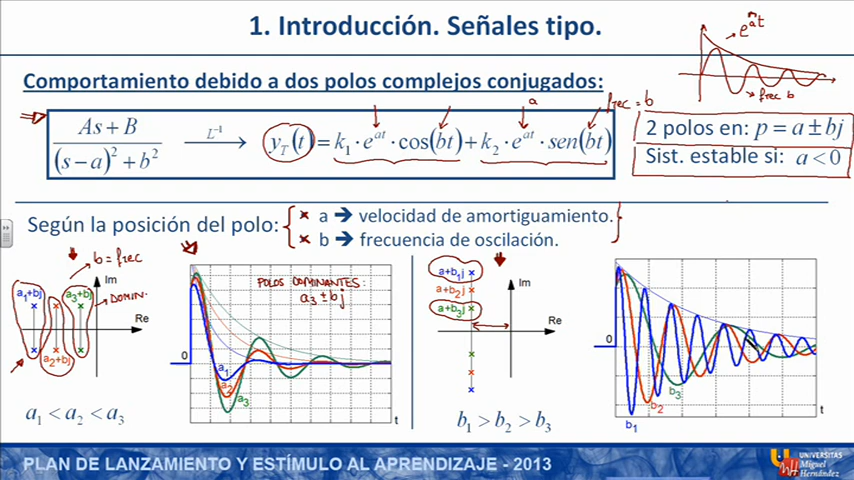 1. Introducción. Señales tipo.
e^at
frec b
Comportamiento debido a dos polos complejos conjugados:
a
frec = b
As + B
(s − a)² + b²
L⁻¹
y_T(t) = k₁ · e^at · cos(bt) + k₂ · e^at · sen(bt)
2 polos en: p = a ± bj
Sist. estable si: a < 0
Según la posición del polo:
a → velocidad de amortiguamiento.
b → frecuencia de oscilación.
b = frec
Im
a₁+bj
a₃+bj
DOMIN.
Re
a₂+bj
a₁ < a₂ < a₃
POLOS DOMINANTES:
a₃ ± bj
0
a₁
a₂
a₃
t
a+b₁j
a+b₂j
a+b₃j
Im
Re
b₁ > b₂ > b₃
0
b₃
b₂
b₁
t
PLAN DE LANZAMIENTO Y ESTÍMULO AL APRENDIZAJE - 2013
UNIVERSITAS
Miguel
Hernández